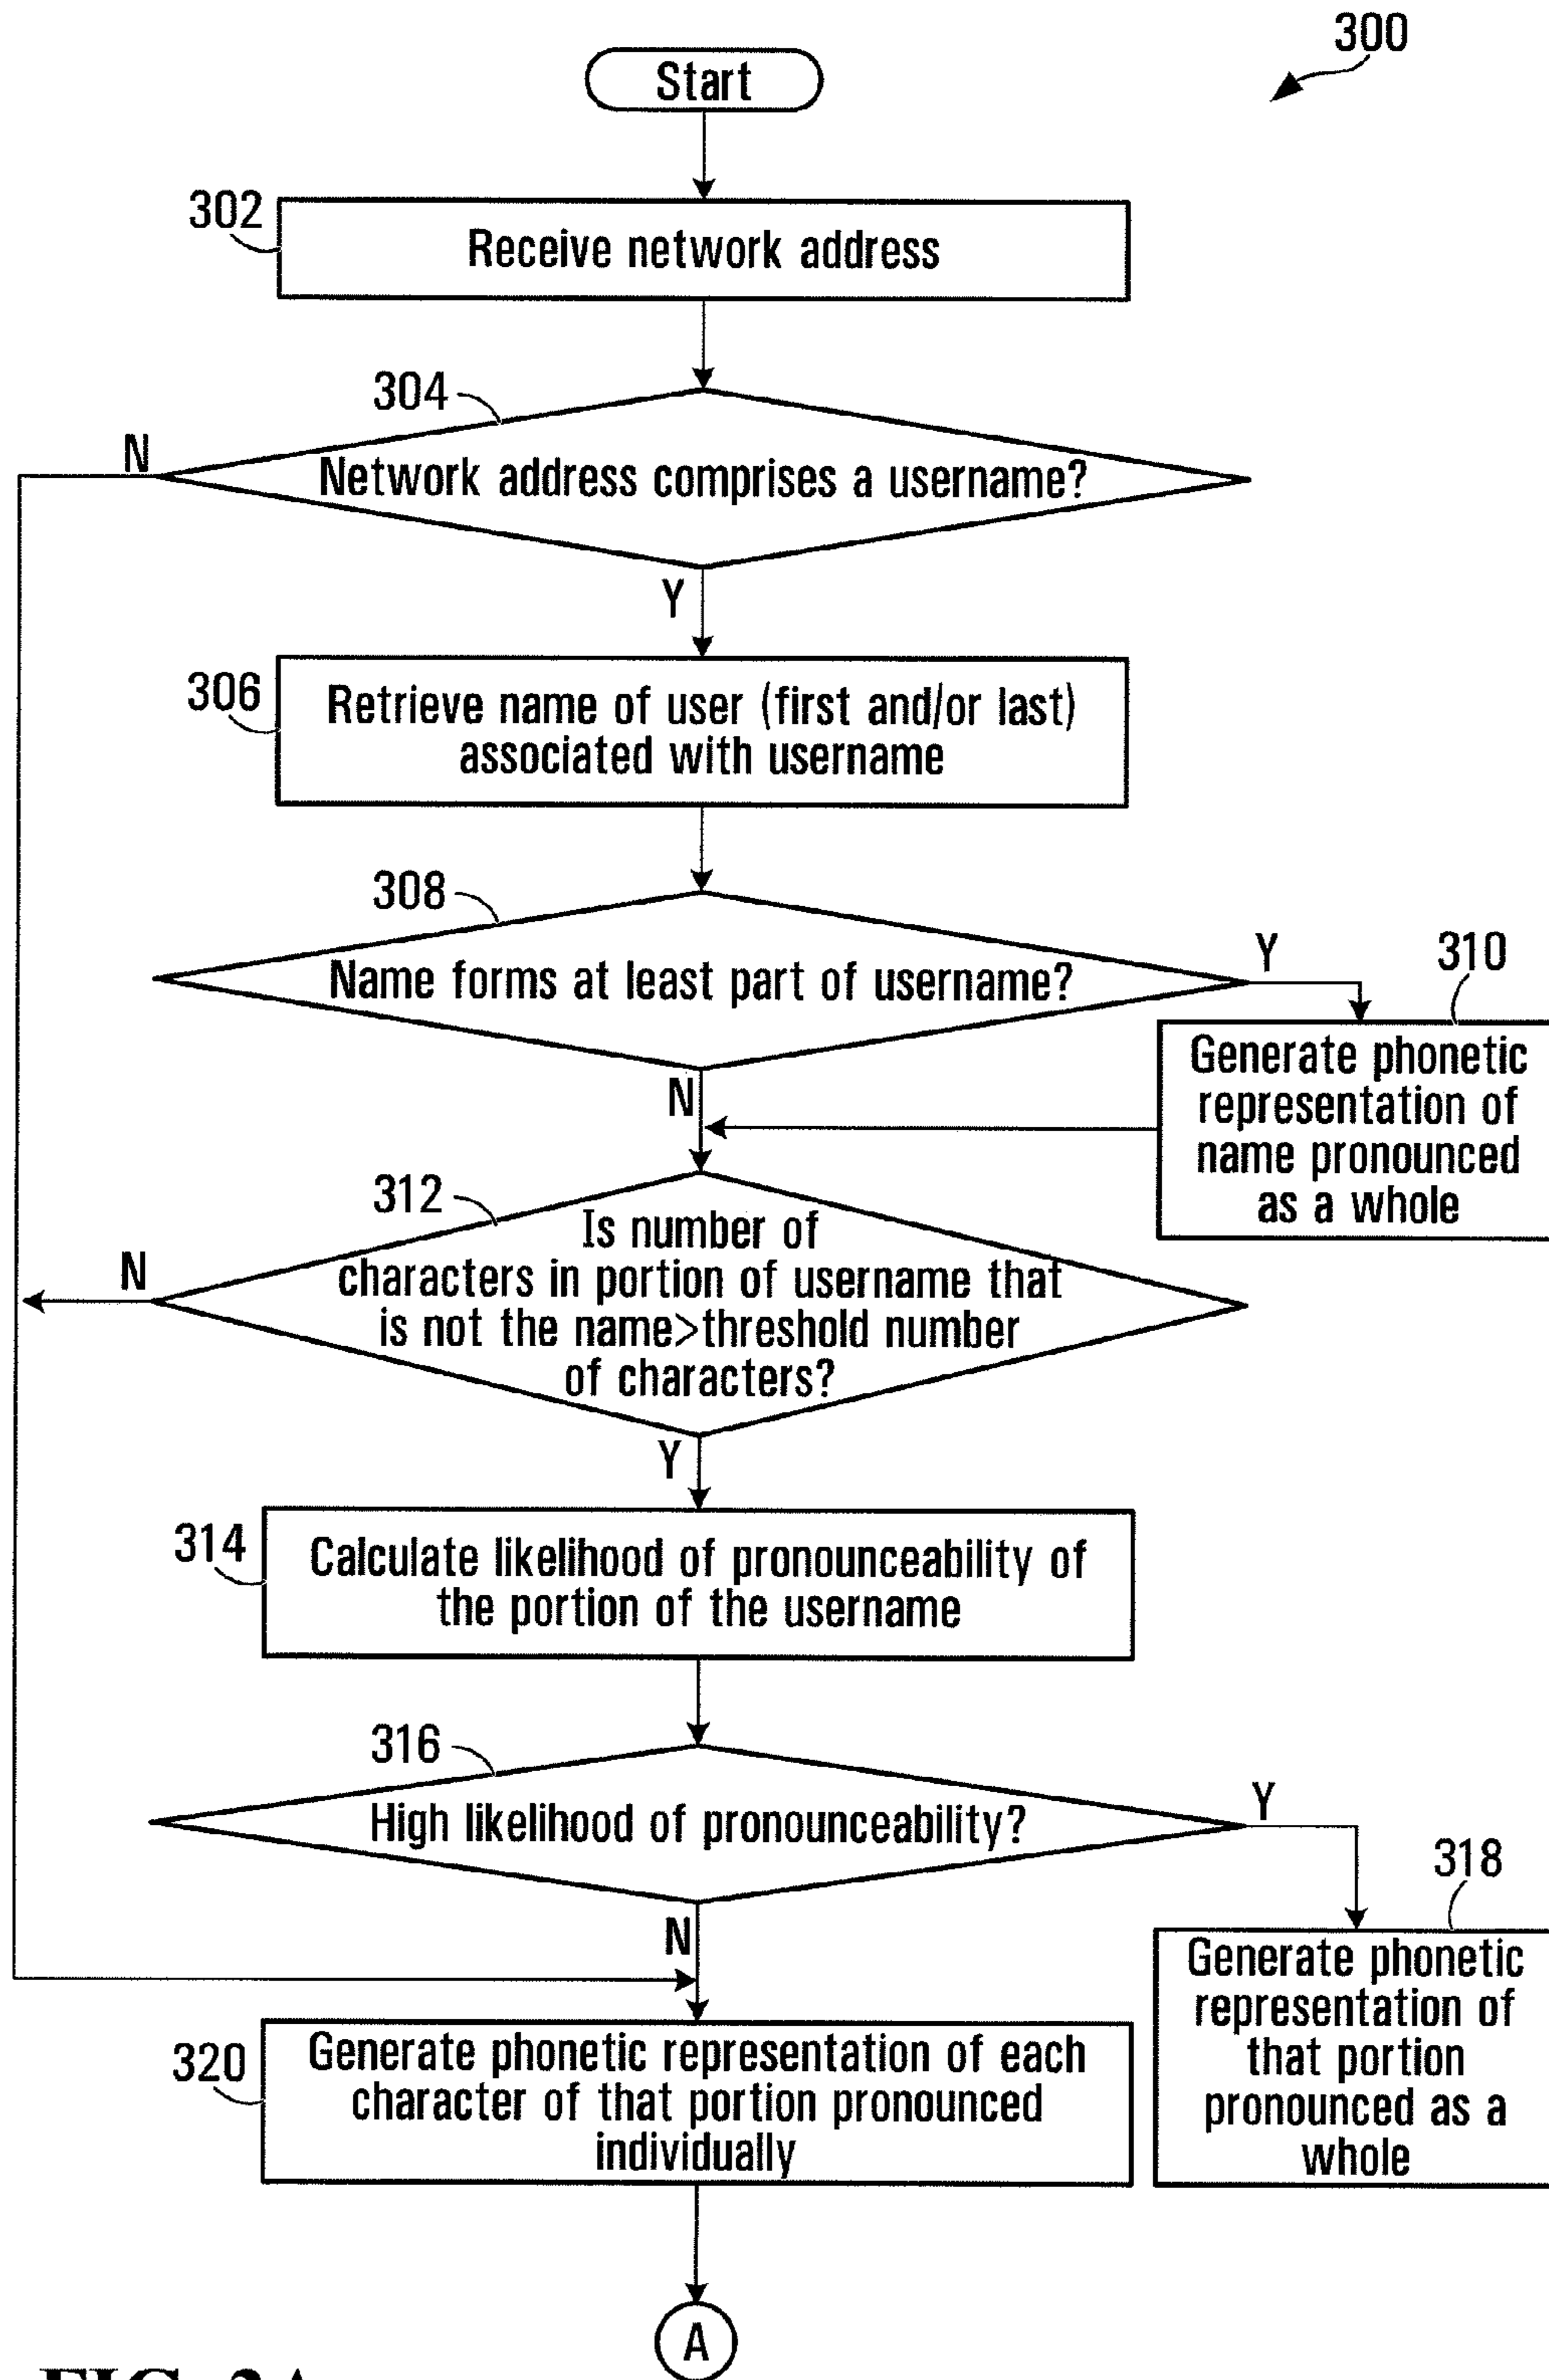 300
Start
302
Receive network address
304
N
Network address comprises a username?
Y
306
Retrieve name of user (first and/or last)
associated with username
308
Name forms at least part of username?
Y
310
Generate phonetic
representation of
name pronounced
as a whole
N
312
Is number of
characters in portion of username that
is not the name>threshold number
of characters?
N
Y
314
Calculate likelihood of pronounceability of
the portion of the username
316
High likelihood of pronounceability?
Y
318
Generate phonetic
representation of
that portion
pronounced as a
whole
N
320
Generate phonetic representation of each
character of that portion pronounced
individually
A